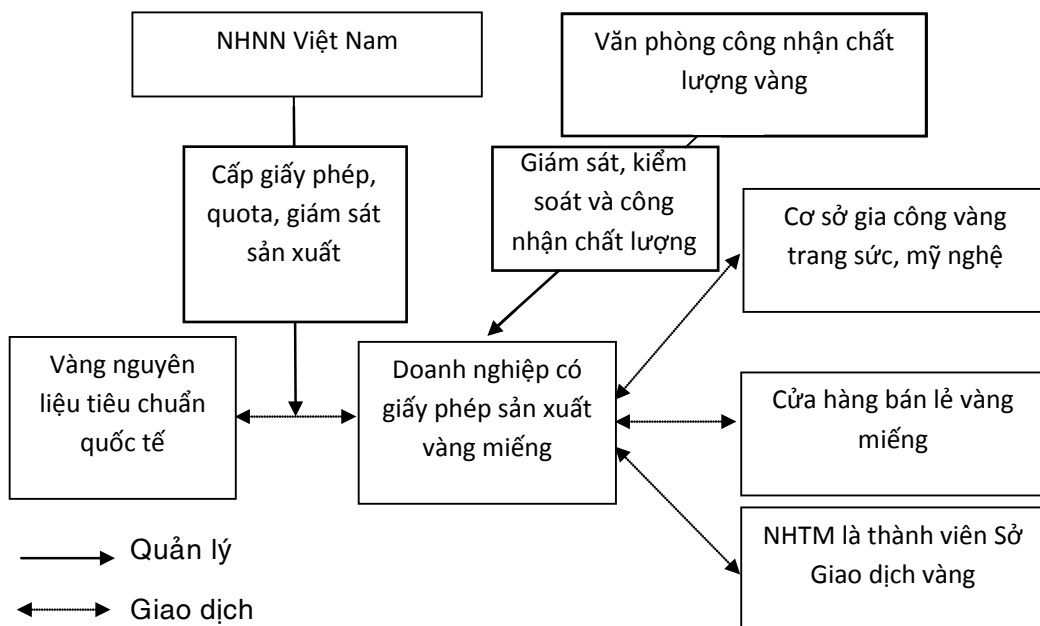 NHNN Việt Nam
Văn phòng công nhận chất
lượng vàng
Cấp giấy phép,
quota, giám sát
sản xuất
Giám sát, kiểm
soát và công
nhận chất lượng
Cơ sở gia công vàng
trang sức, mỹ nghệ
Vàng nguyên
liệu tiêu chuẩn
quốc tế
Doanh nghiệp có
giấy phép sản xuất
vàng miếng
Cửa hàng bán lẻ vàng
miếng
NHTM là thành viên Sở
Giao dịch vàng
Quản lý
Giao dịch